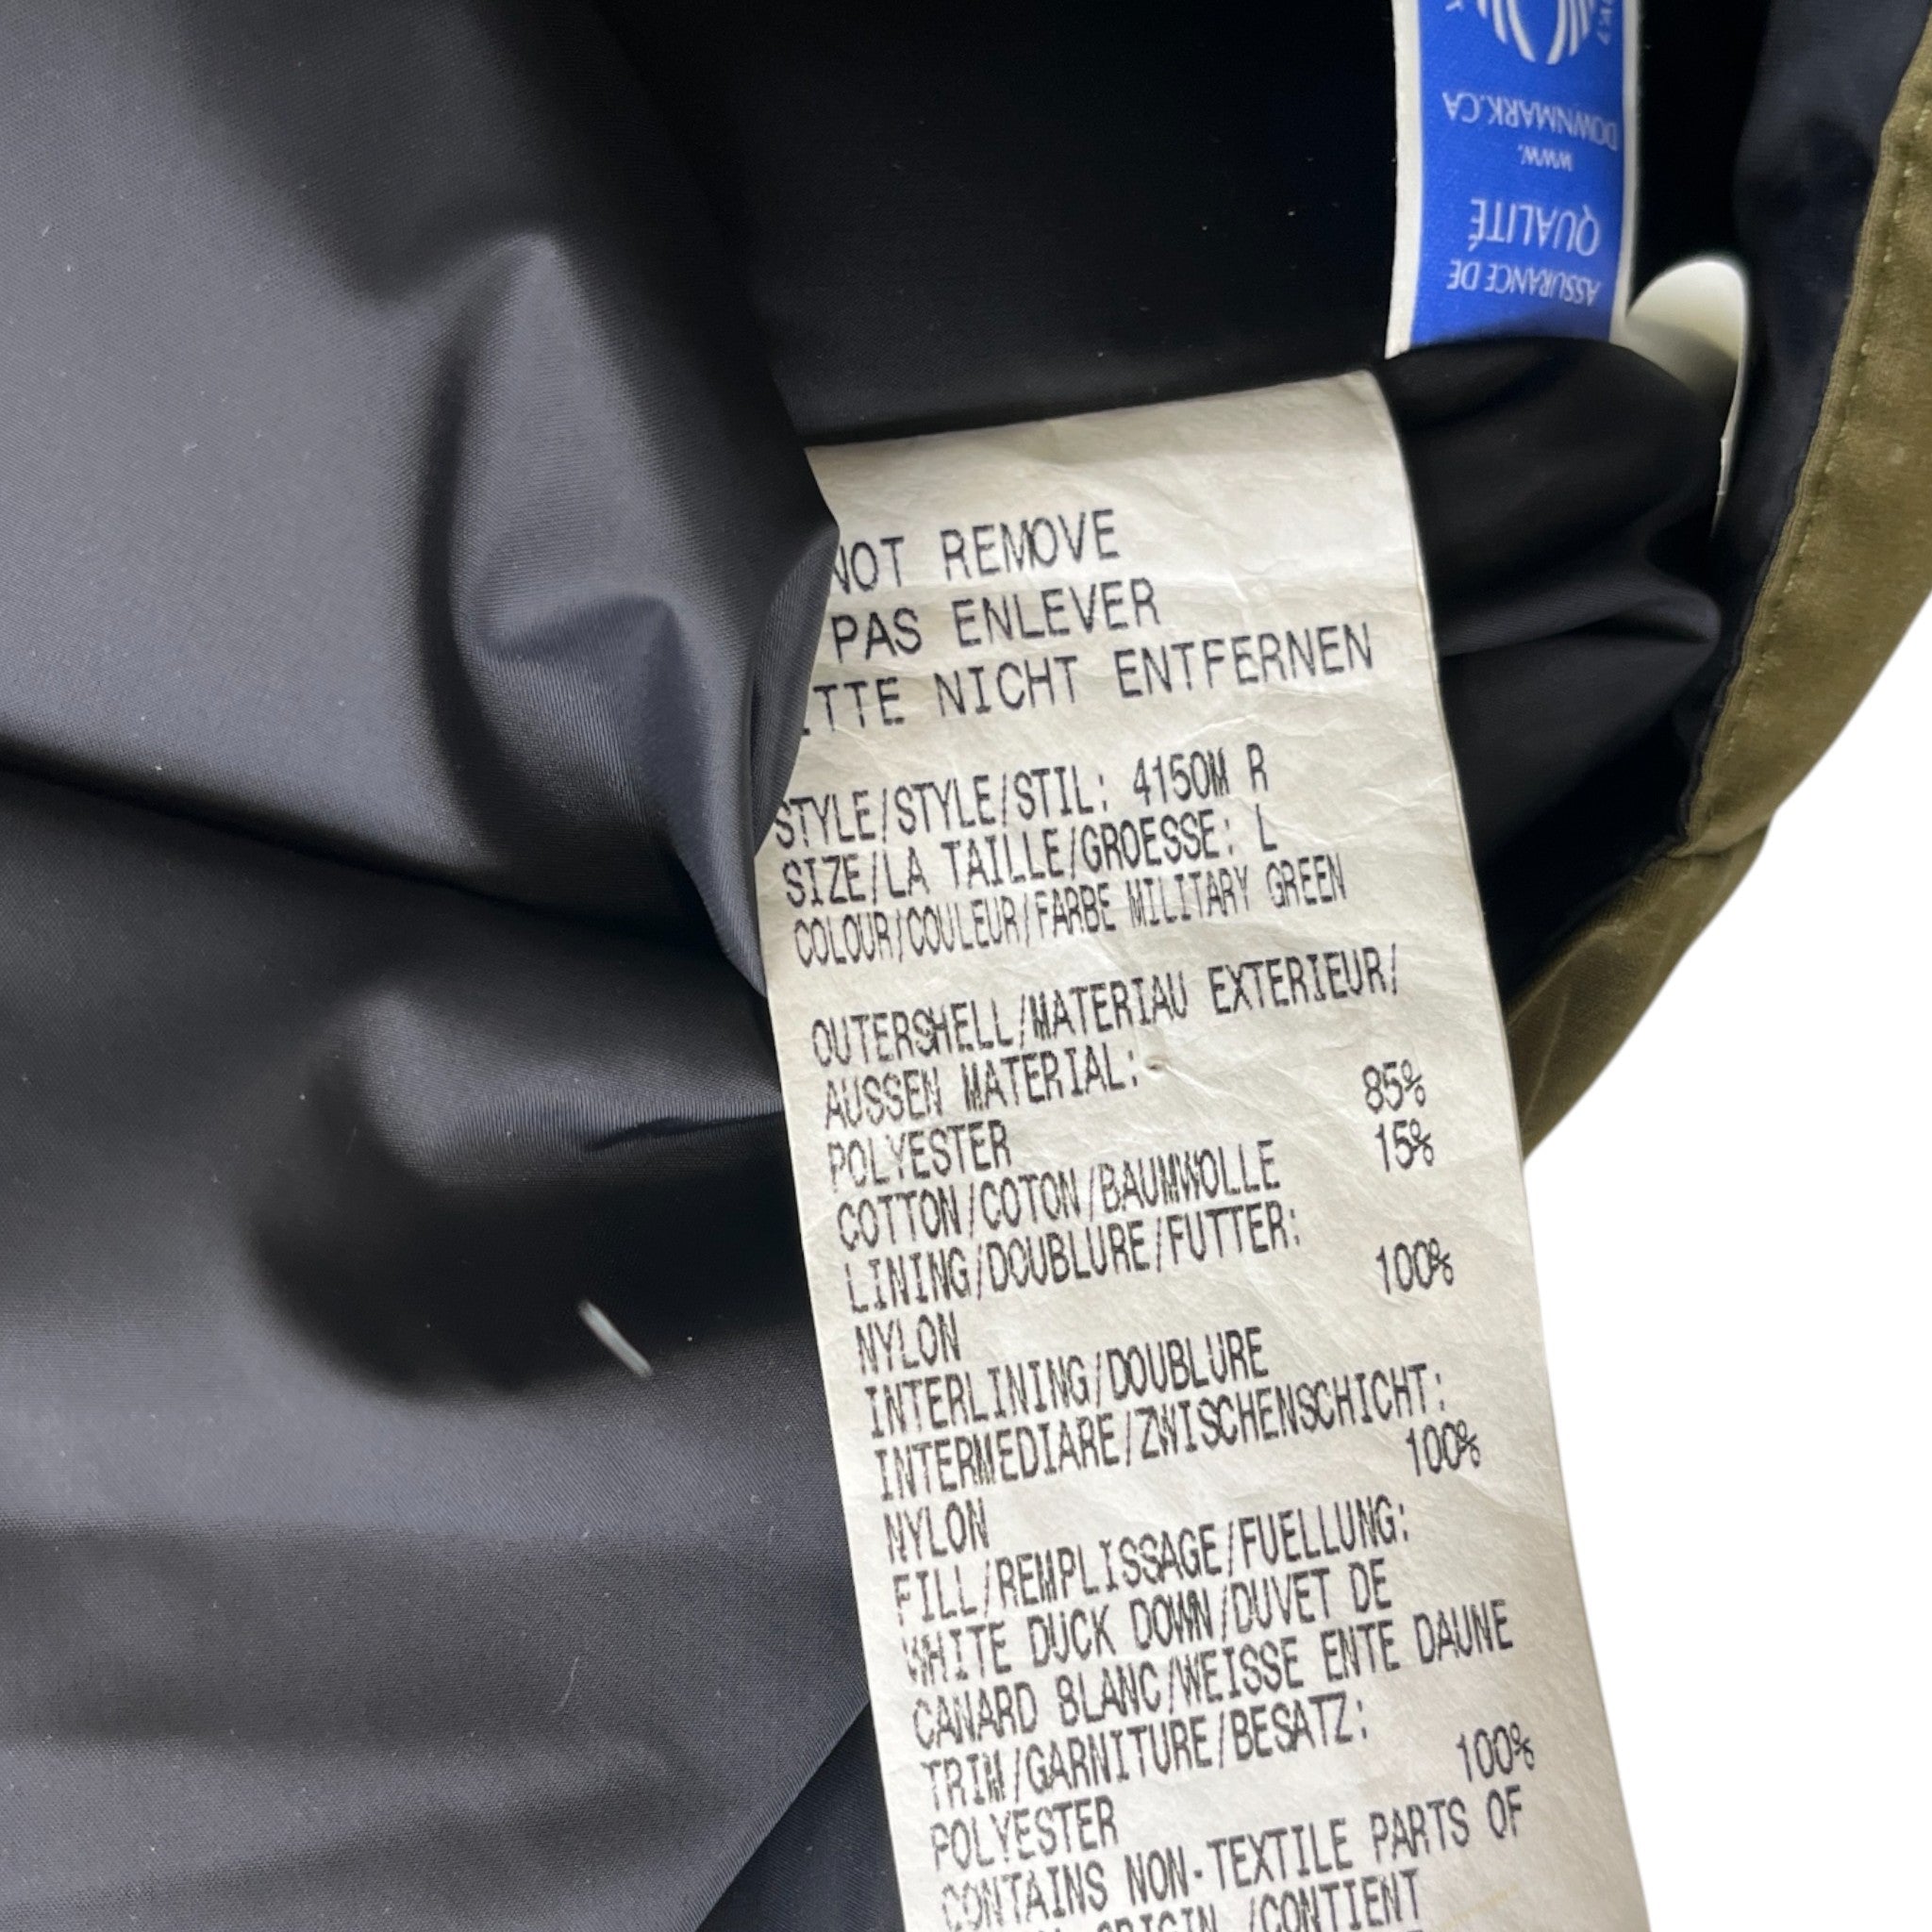 DOWNMARK.CA
www.
QUALITÉ
ASSURANCE DE
NOT REMOVE
PAS ENLEVER
ITTE NICHT ENTFERNEN
STYLE/STYLE/STIL: 4150M R
SIZE/LA TAILLE/GROESSE: L
COLOUR/COULEUR/FARBE MILITARY GREEN
OUTERSHELL/MATERIAU EXTERIEUR/
AUSSEN MATERIAL:
85%
POLYESTER
15%
COTTON/COTON/BAUMWOLLE
LINING/DOUBLURE/FUTTER:
100%
NYLON
INTERLINING/DOUBLURE
INTERMEDIARE/ZWISCHENSCHICHT:
100%
NYLON
FILL/REMPLISSAGE/FUELLUNG:
WHITE DUCK DOWN/DUVET DE
CANARD BLANC/WEISSE ENTE DAUNE
TRIM/GARNITURE/BESATZ:
100%
POLYESTER
CONTAINS NON-TEXTILE PARTS OF
ORIGIN /CONTIENT